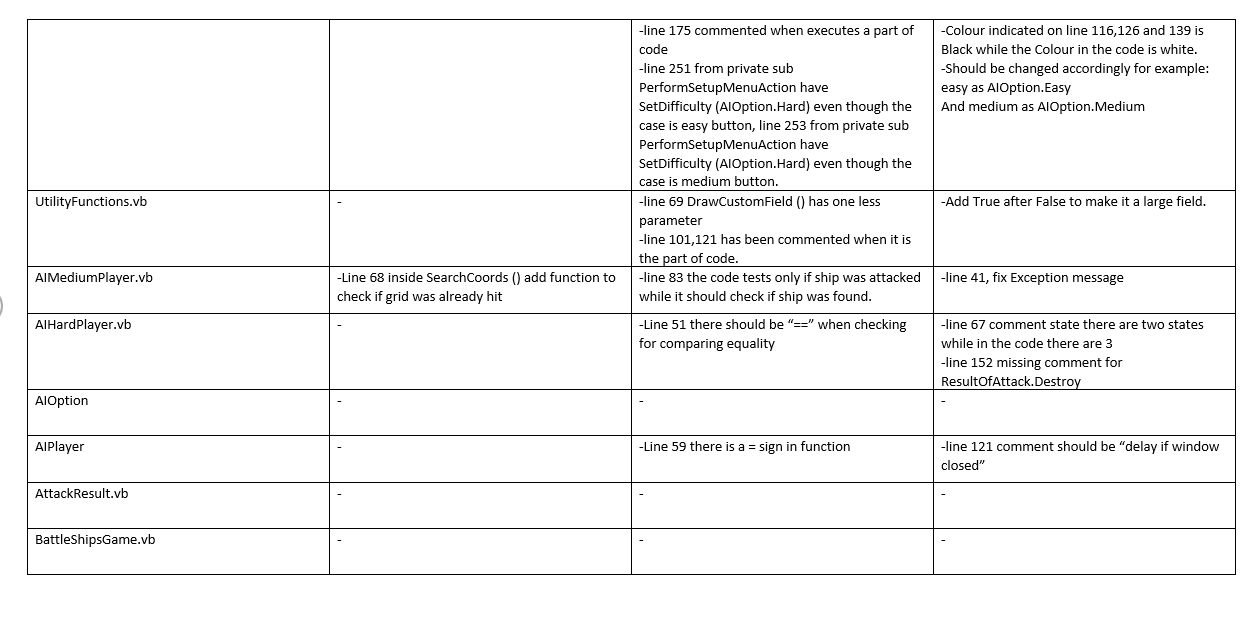 -line 175 commented when executes a part of
code
-line 251 from private sub
PerformSetupMenuAction have
SetDifficulty (AIOption.Hard) even though the
case is easy button, line 253 from private sub
PerformSetupMenuAction have
SetDifficulty (AIOption.Hard) even though the
case is medium button.
-Colour indicated on line 116,126 and 139 is
Black while the Colour in the code is white.
-Should be changed accordingly for example:
easy as AIOption.Easy
And medium as AIOption.Medium
UtilityFunctions.vb
-
-line 69 DrawCustomField () has one less
parameter
-line 101,121 has been commented when it is
the part of code.
-Add True after False to make it a large field.
AIMediumPlayer.vb
-Line 68 inside SearchCoords () add function to
check if grid was already hit
-line 83 the code tests only if ship was attacked
while it should check if ship was found.
-line 41, fix Exception message
AIHardPlayer.vb
-
-Line 51 there should be “==” when checking
for comparing equality
-line 67 comment state there are two states
while in the code there are 3
-line 152 missing comment for
ResultOfAttack.Destroy
AIOption
-
-
-
AIPlayer
-
-Line 59 there is a = sign in function
-line 121 comment should be “delay if window
closed”
AttackResult.vb
-
-
-
BattleShipsGame.vb
-
-
-